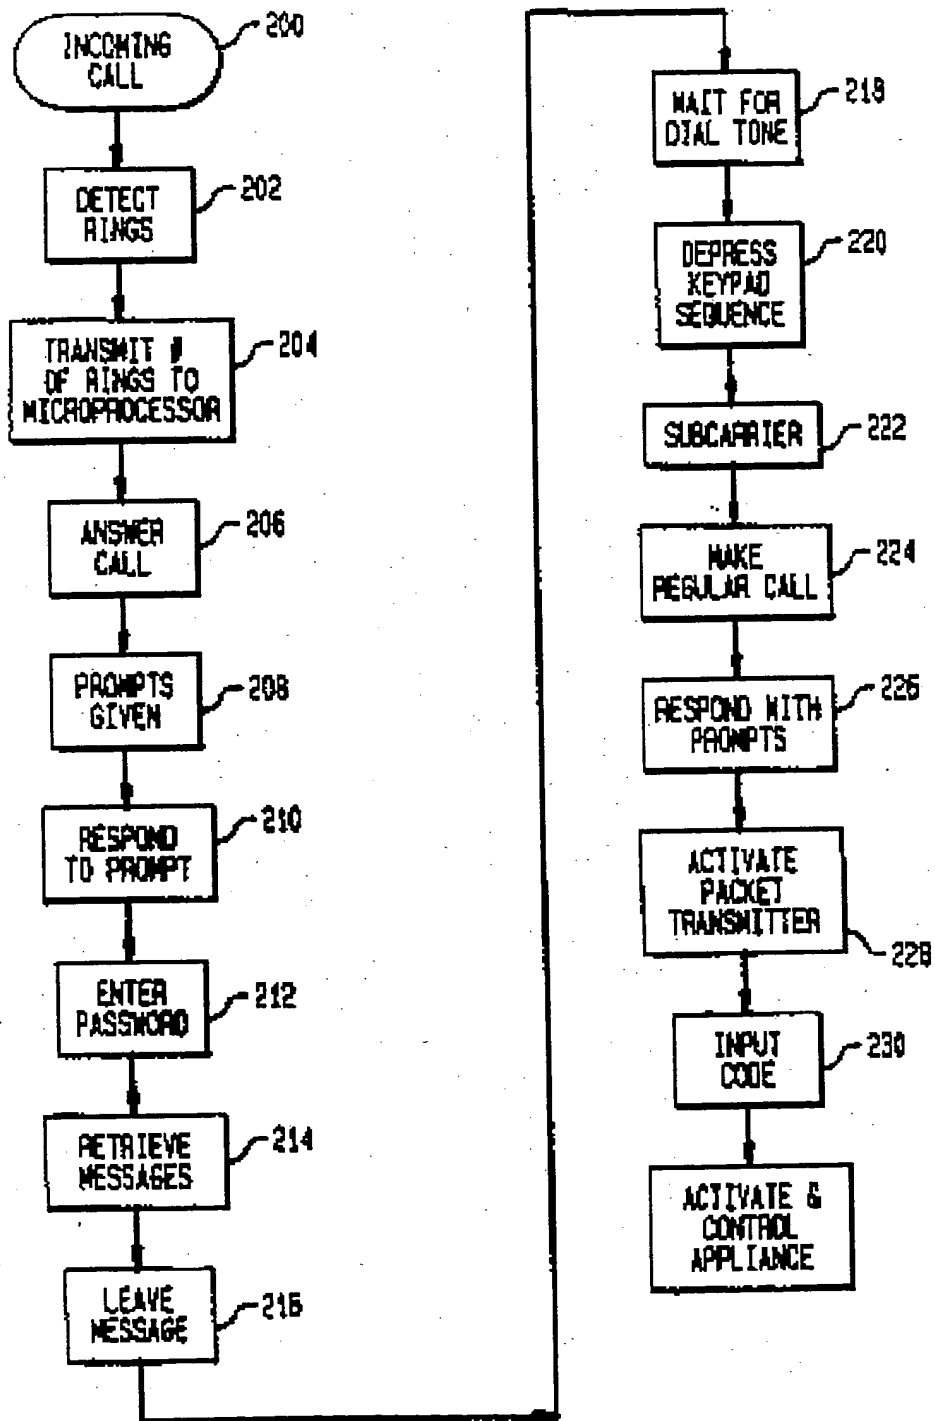 INCOMING
CALL
200
DETECT
RINGS
202
TRANSMIT #
OF RINGS TO
MICROPROCESSOR
204
ANSWER
CALL
206
PROMPTS
GIVEN
208
RESPOND
TO PROMPT
210
ENTER
PASSWORD
212
RETRIEVE
MESSAGES
214
LEAVE
MESSAGE
216
WAIT FOR
DIAL TONE
218
DEPRESS
KEYPAD
SEQUENCE
220
SUBCARRIER
222
MAKE
REGULAR CALL
224
RESPOND WITH
PROMPTS
226
ACTIVATE
PACKET
TRANSMITTER
228
INPUT
CODE
230
ACTIVATE &
CONTROL
APPLIANCE